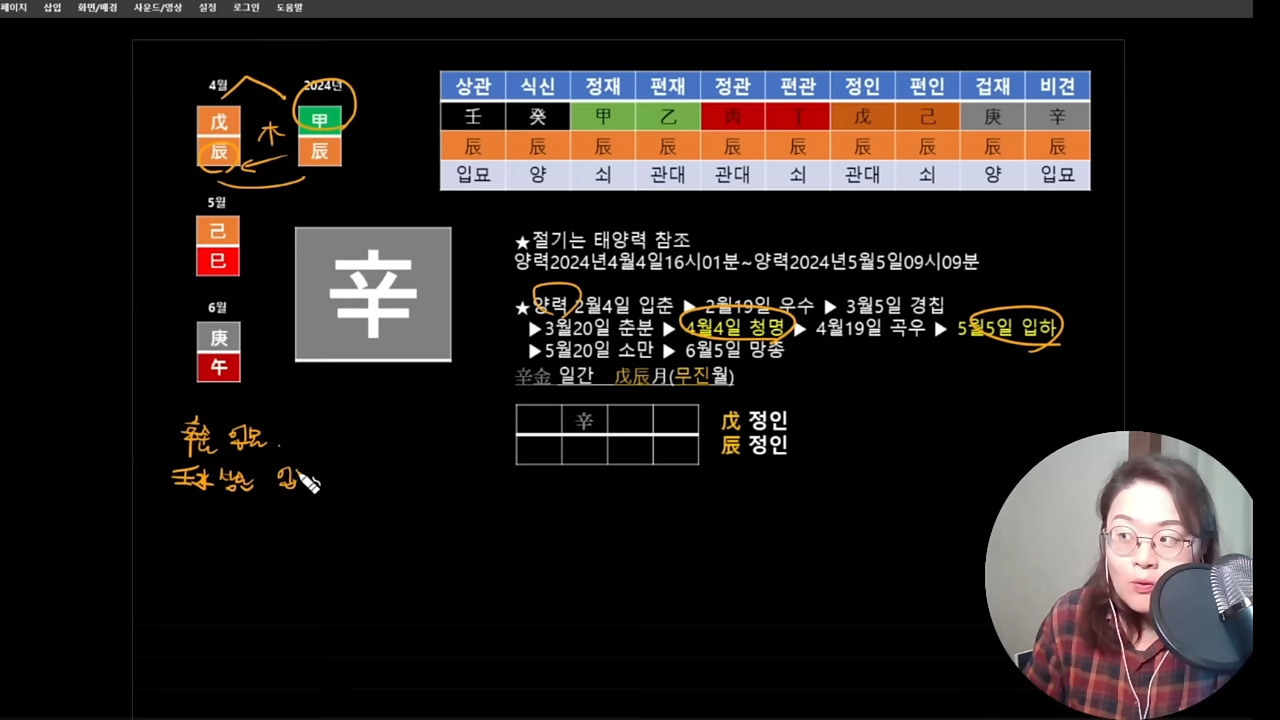 페이지 삽입 화면/배경 사운드/영상 설정 로그인 도움말
4월 2024년
戊 甲
辰 辰
木
5월
己
巳
6월
庚
午
상관 식신 정재 편재 정관 편관 정인 편인 겁재 비견
壬 癸 甲 乙 丙 丁 戊 己 庚 辛
辰 辰 辰 辰 辰 辰 辰 辰 辰 辰
입묘 양 쇠 관대 관대 쇠 관대 쇠 양 입묘
辛
★절기는 태양력 참조
양력2024년4월4일16시01분~양력2024년5월5일09시09분
★양력 2월4일 입춘 ▶ 2월19일 우수 ▶ 3월5일 경칩
▶3월20일 춘분 ▶ 4월4일 청명 ▶ 4월19일 곡우 ▶ 5월5일 입하
▶5월20일 소만 ▶ 6월5일 망종
辛金 일간 戊辰月(무진월)
辛
戊 정인
辰 정인
입묘.
壬水 상관 입